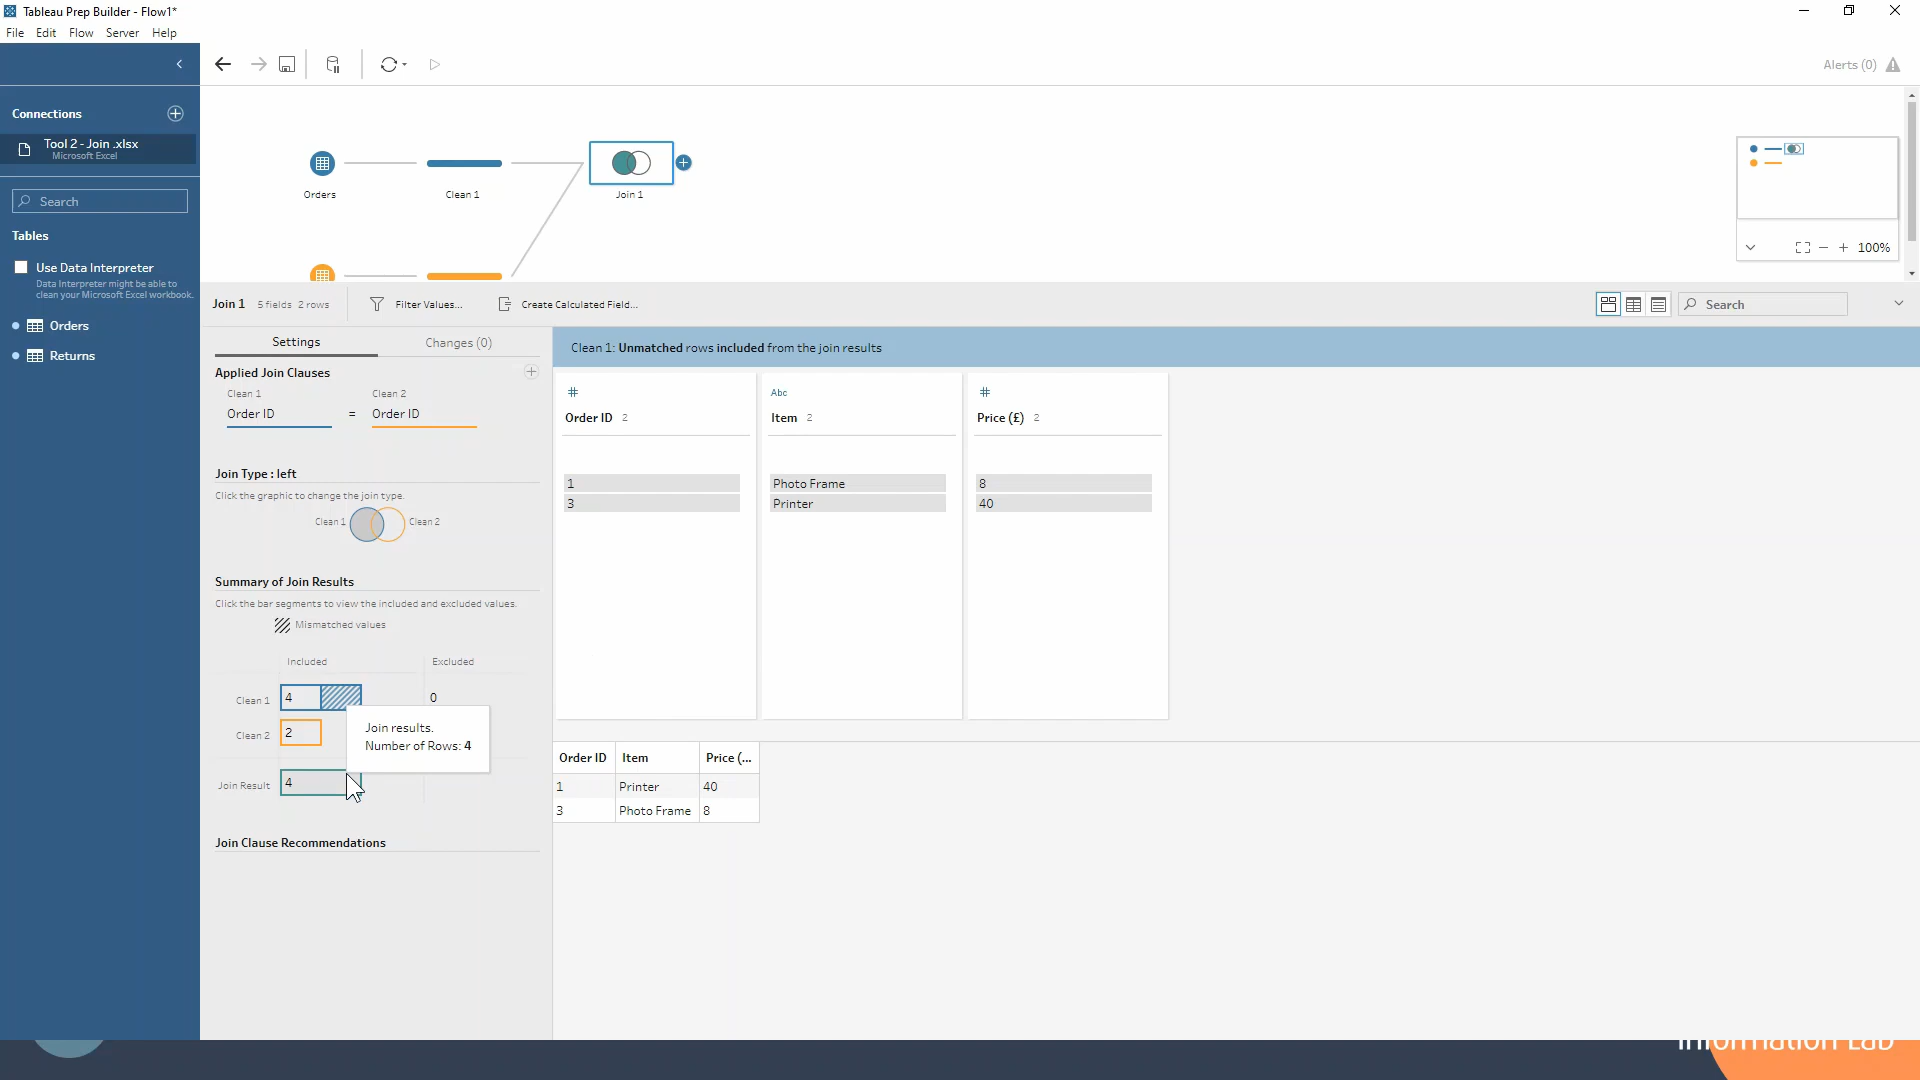 Tableau Prep Builder - Flow1*
File Edit Flow Server Help
Alerts (0)
Connections
Tool 2 - Join .xlsx
Microsoft Excel
Search
Tables
Use Data Interpreter
Data Interpreter might be able to
clean your Microsoft Excel workbook.
Orders
Returns
Orders
Clean 1
Join 1
100%
Join 1 5 fields 2 rows Filter Values... Create Calculated Field... Search
Settings Changes (0)
Applied Join Clauses
Clean 1 Clean 2
Order ID = Order ID
Join Type : left
Click the graphic to change the join type.
Clean 1 Clean 2
Summary of Join Results
Click the bar segments to view the included and excluded values.
Mismatched values
Included Excluded
Clean 1 4 0
Clean 2 2
Join results.
Number of Rows: 4
Join Result 4
Join Clause Recommendations
Clean 1: Unmatched rows included from the join results
# Abc #
Order ID 2 Item 2 Price (£) 2
1 Photo Frame 8
3 Printer 40
Order ID Item Price (...
1 Printer 40
3 Photo Frame 8
Information Lab